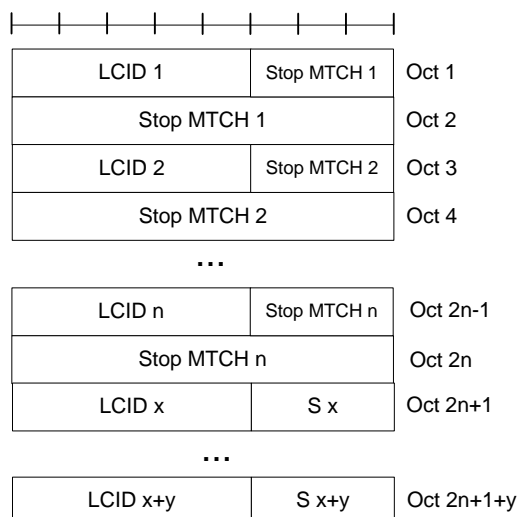 LCID 1 Stop MTCH 1 Oct 1
Stop MTCH 1 Oct 2
LCID 2 Stop MTCH 2 Oct 3
Stop MTCH 2 Oct 4
...
LCID n Stop MTCH n Oct 2n-1
Stop MTCH n Oct 2n
LCID x S x Oct 2n+1
...
LCID x+y S x+y Oct 2n+1+y